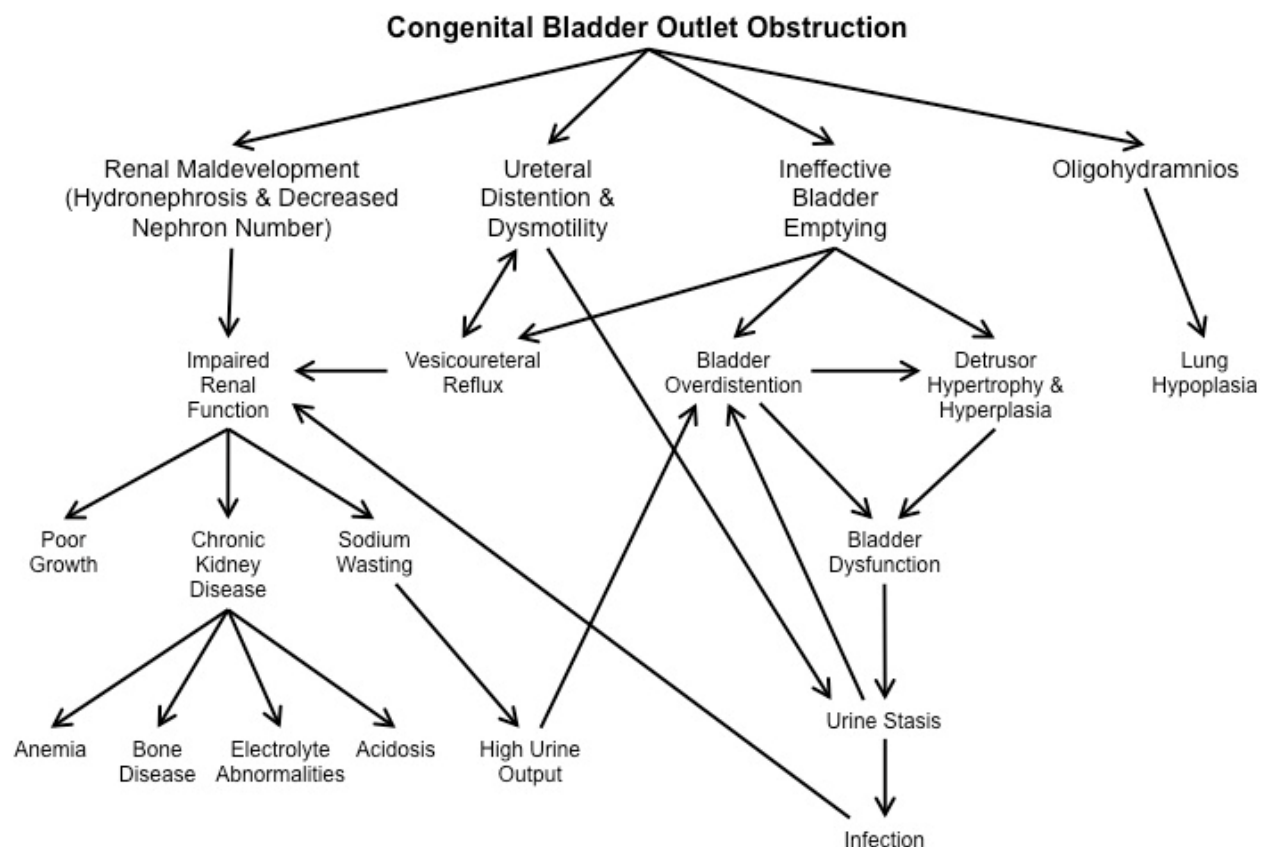 Congenital Bladder Outlet Obstruction
Renal Maldevelopment
(Hydronephrosis & Decreased
Nephron Number)
Ureteral
Distention &
Dysmotility
Ineffective
Bladder
Emptying
Oligohydramnios
Impaired
Renal
Function
Vesicoureteral
Reflux
Bladder
Overdistention
Detrusor
Hypertrophy &
Hyperplasia
Lung
Hypoplasia
Poor
Growth
Chronic
Kidney
Disease
Sodium
Wasting
Bladder
Dysfunction
Anemia
Bone
Disease
Electrolyte
Abnormalities
Acidosis
High Urine
Output
Urine Stasis
Infection